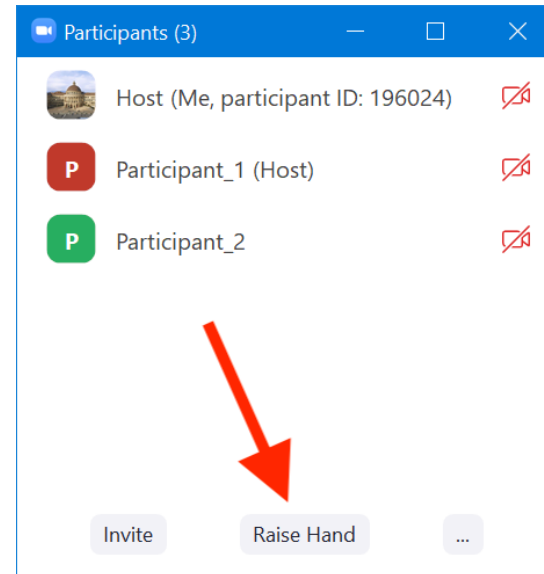 Participants (3)
Host (Me, participant ID: 196024)
P Participant_1 (Host)
P Participant_2
Invite Raise Hand ...